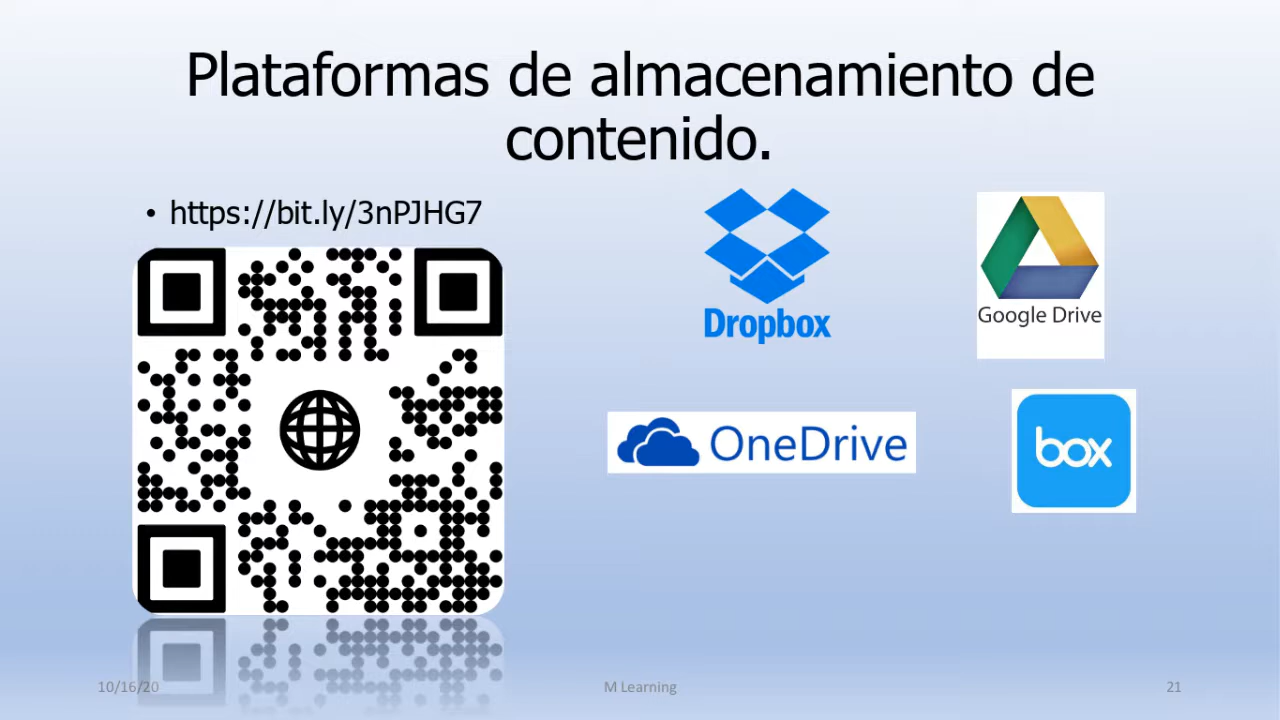 Plataformas de almacenamiento de
contenido.
• https://bit.ly/3nPJHG7
Dropbox
Google Drive
OneDrive
box
10/16/20
M Learning
21